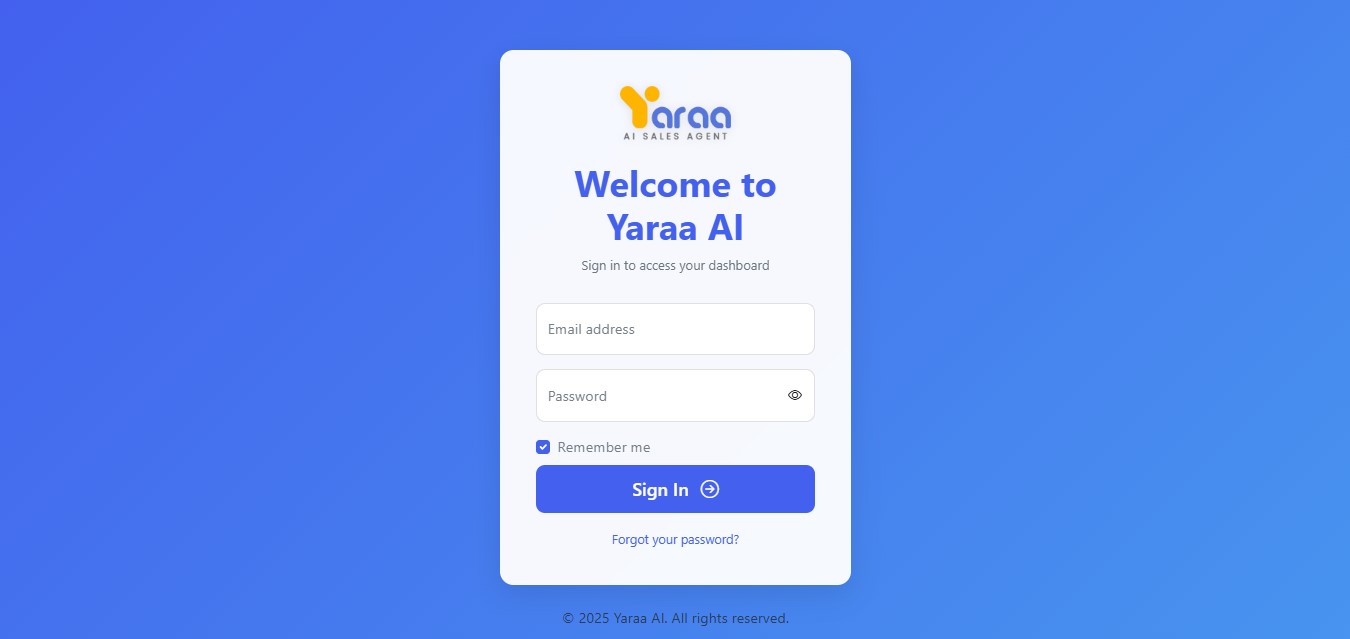 Yaraa
AI SALES AGENT
Welcome to
Yaraa AI
Sign in to access your dashboard
Email address
Password
Remember me
Sign In
Forgot your password?
© 2025 Yaraa AI. All rights reserved.